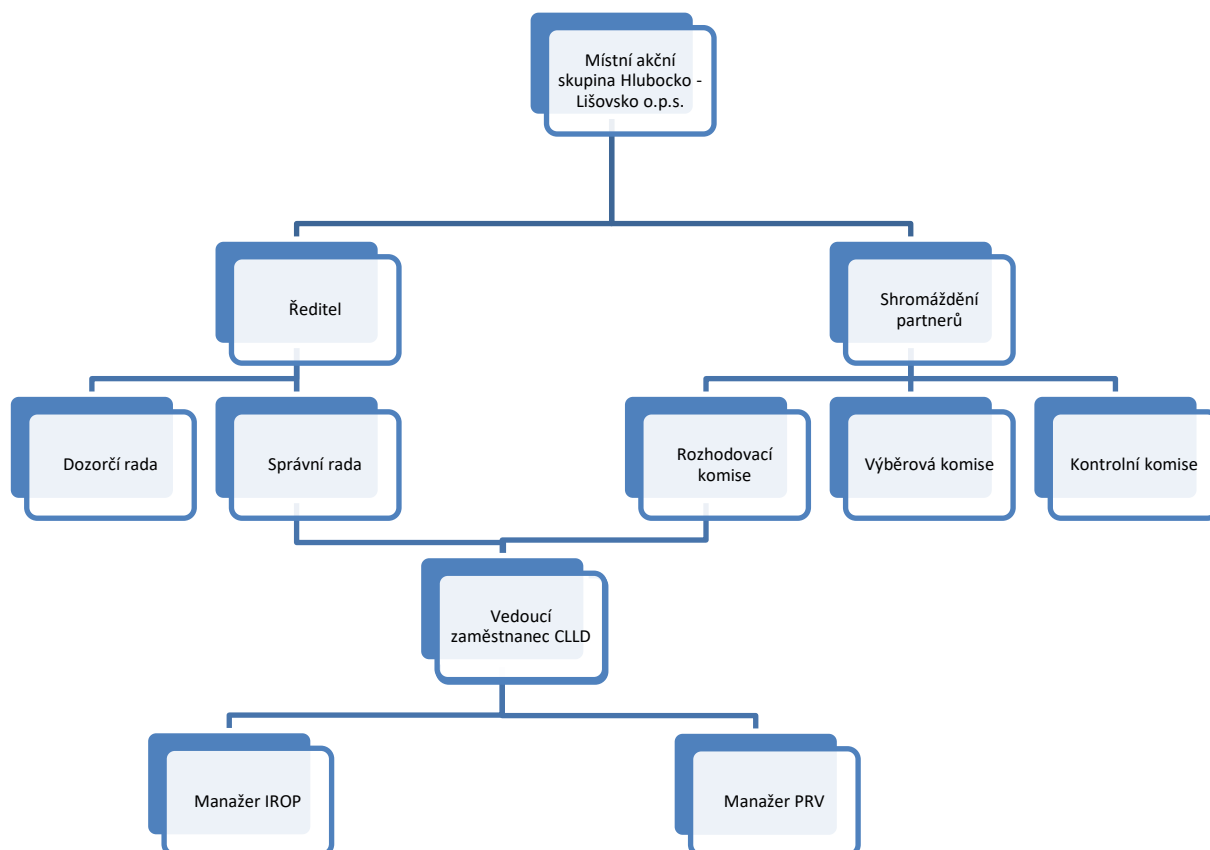 Místní akční
skupina Hlubocko -
Lišovsko o.p.s.
Ředitel
Shromáždění
partnerů
Dozorčí rada
Správní rada
Rozhodovací
komise
Výběrová komise
Kontrolní komise
Vedoucí
zaměstnanec CLLD
Manažer IROP
Manažer PRV